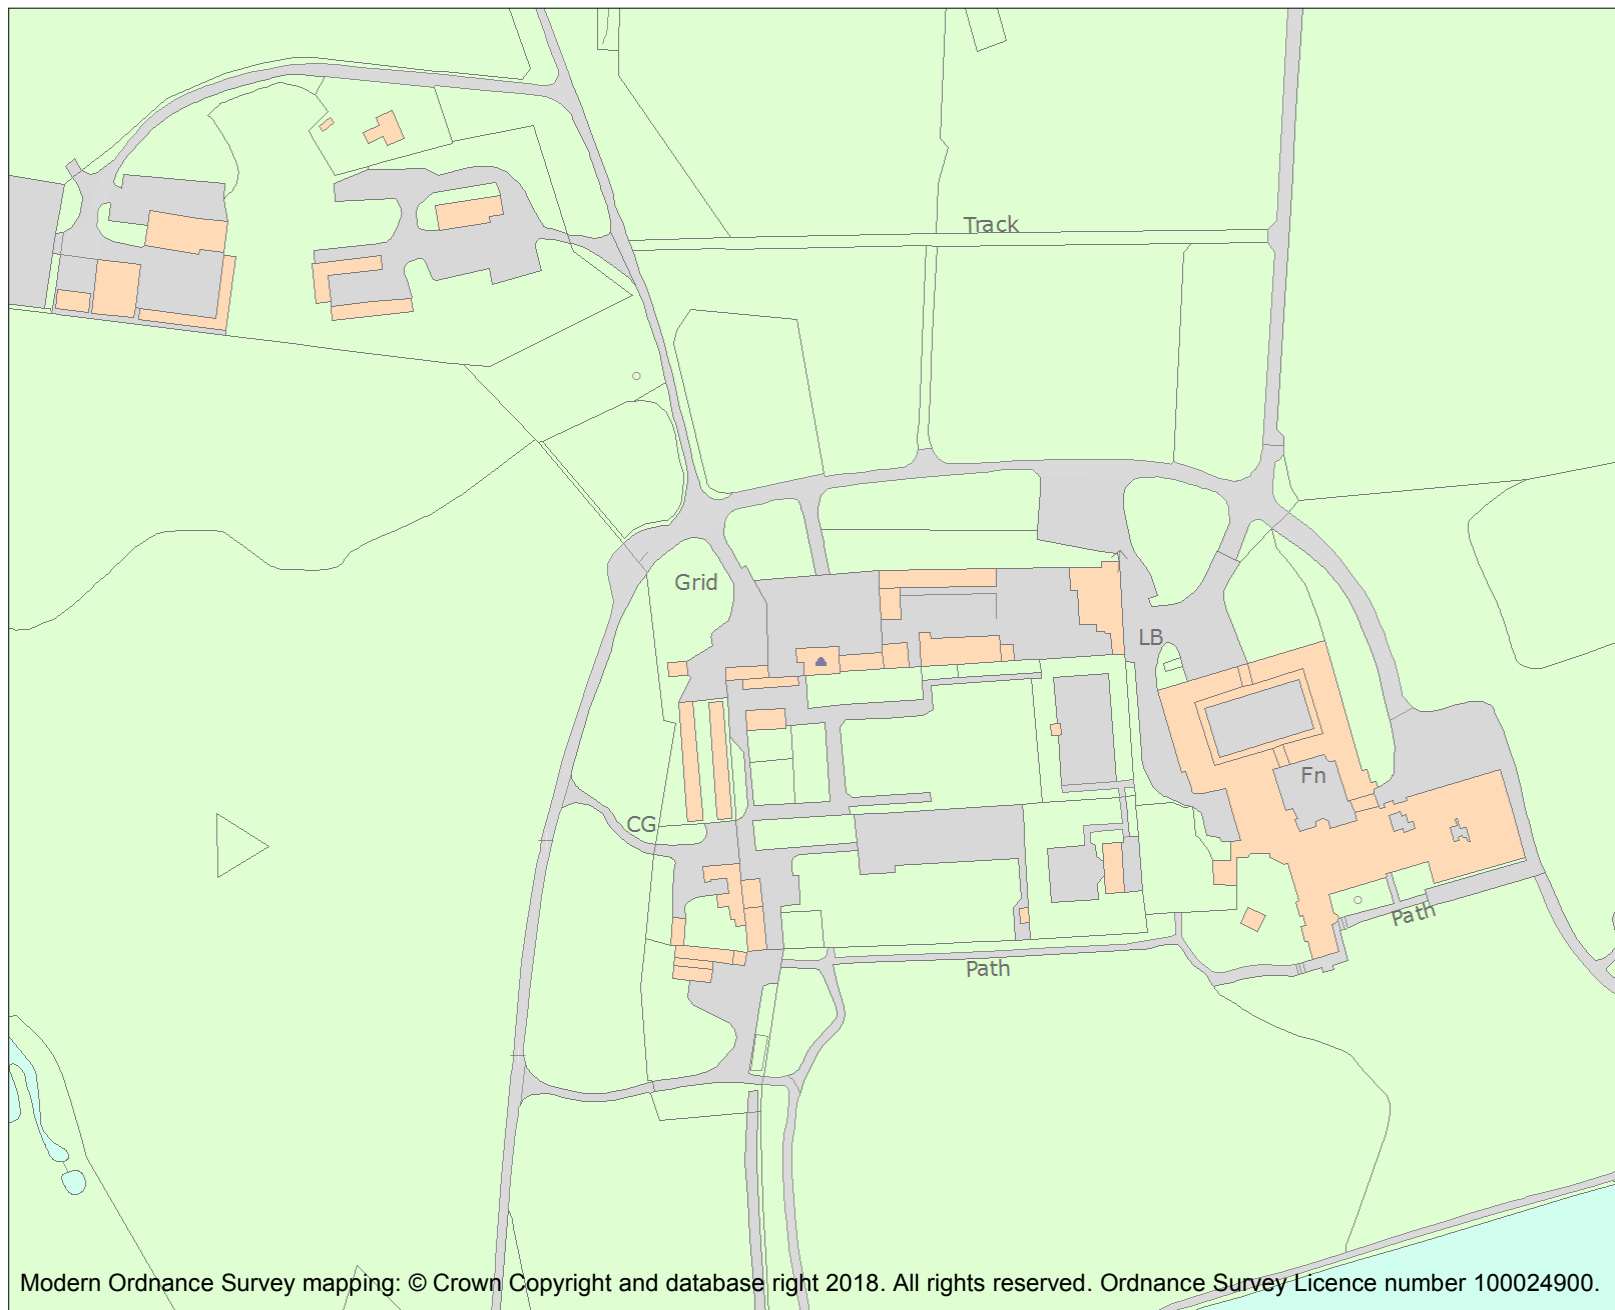 Track
Grid
LB
Fn
CG
Path
Path
Modern Ordnance Survey mapping: © Crown Copyright and database right 2018. All rights reserved. Ordnance Survey Licence number 100024900.